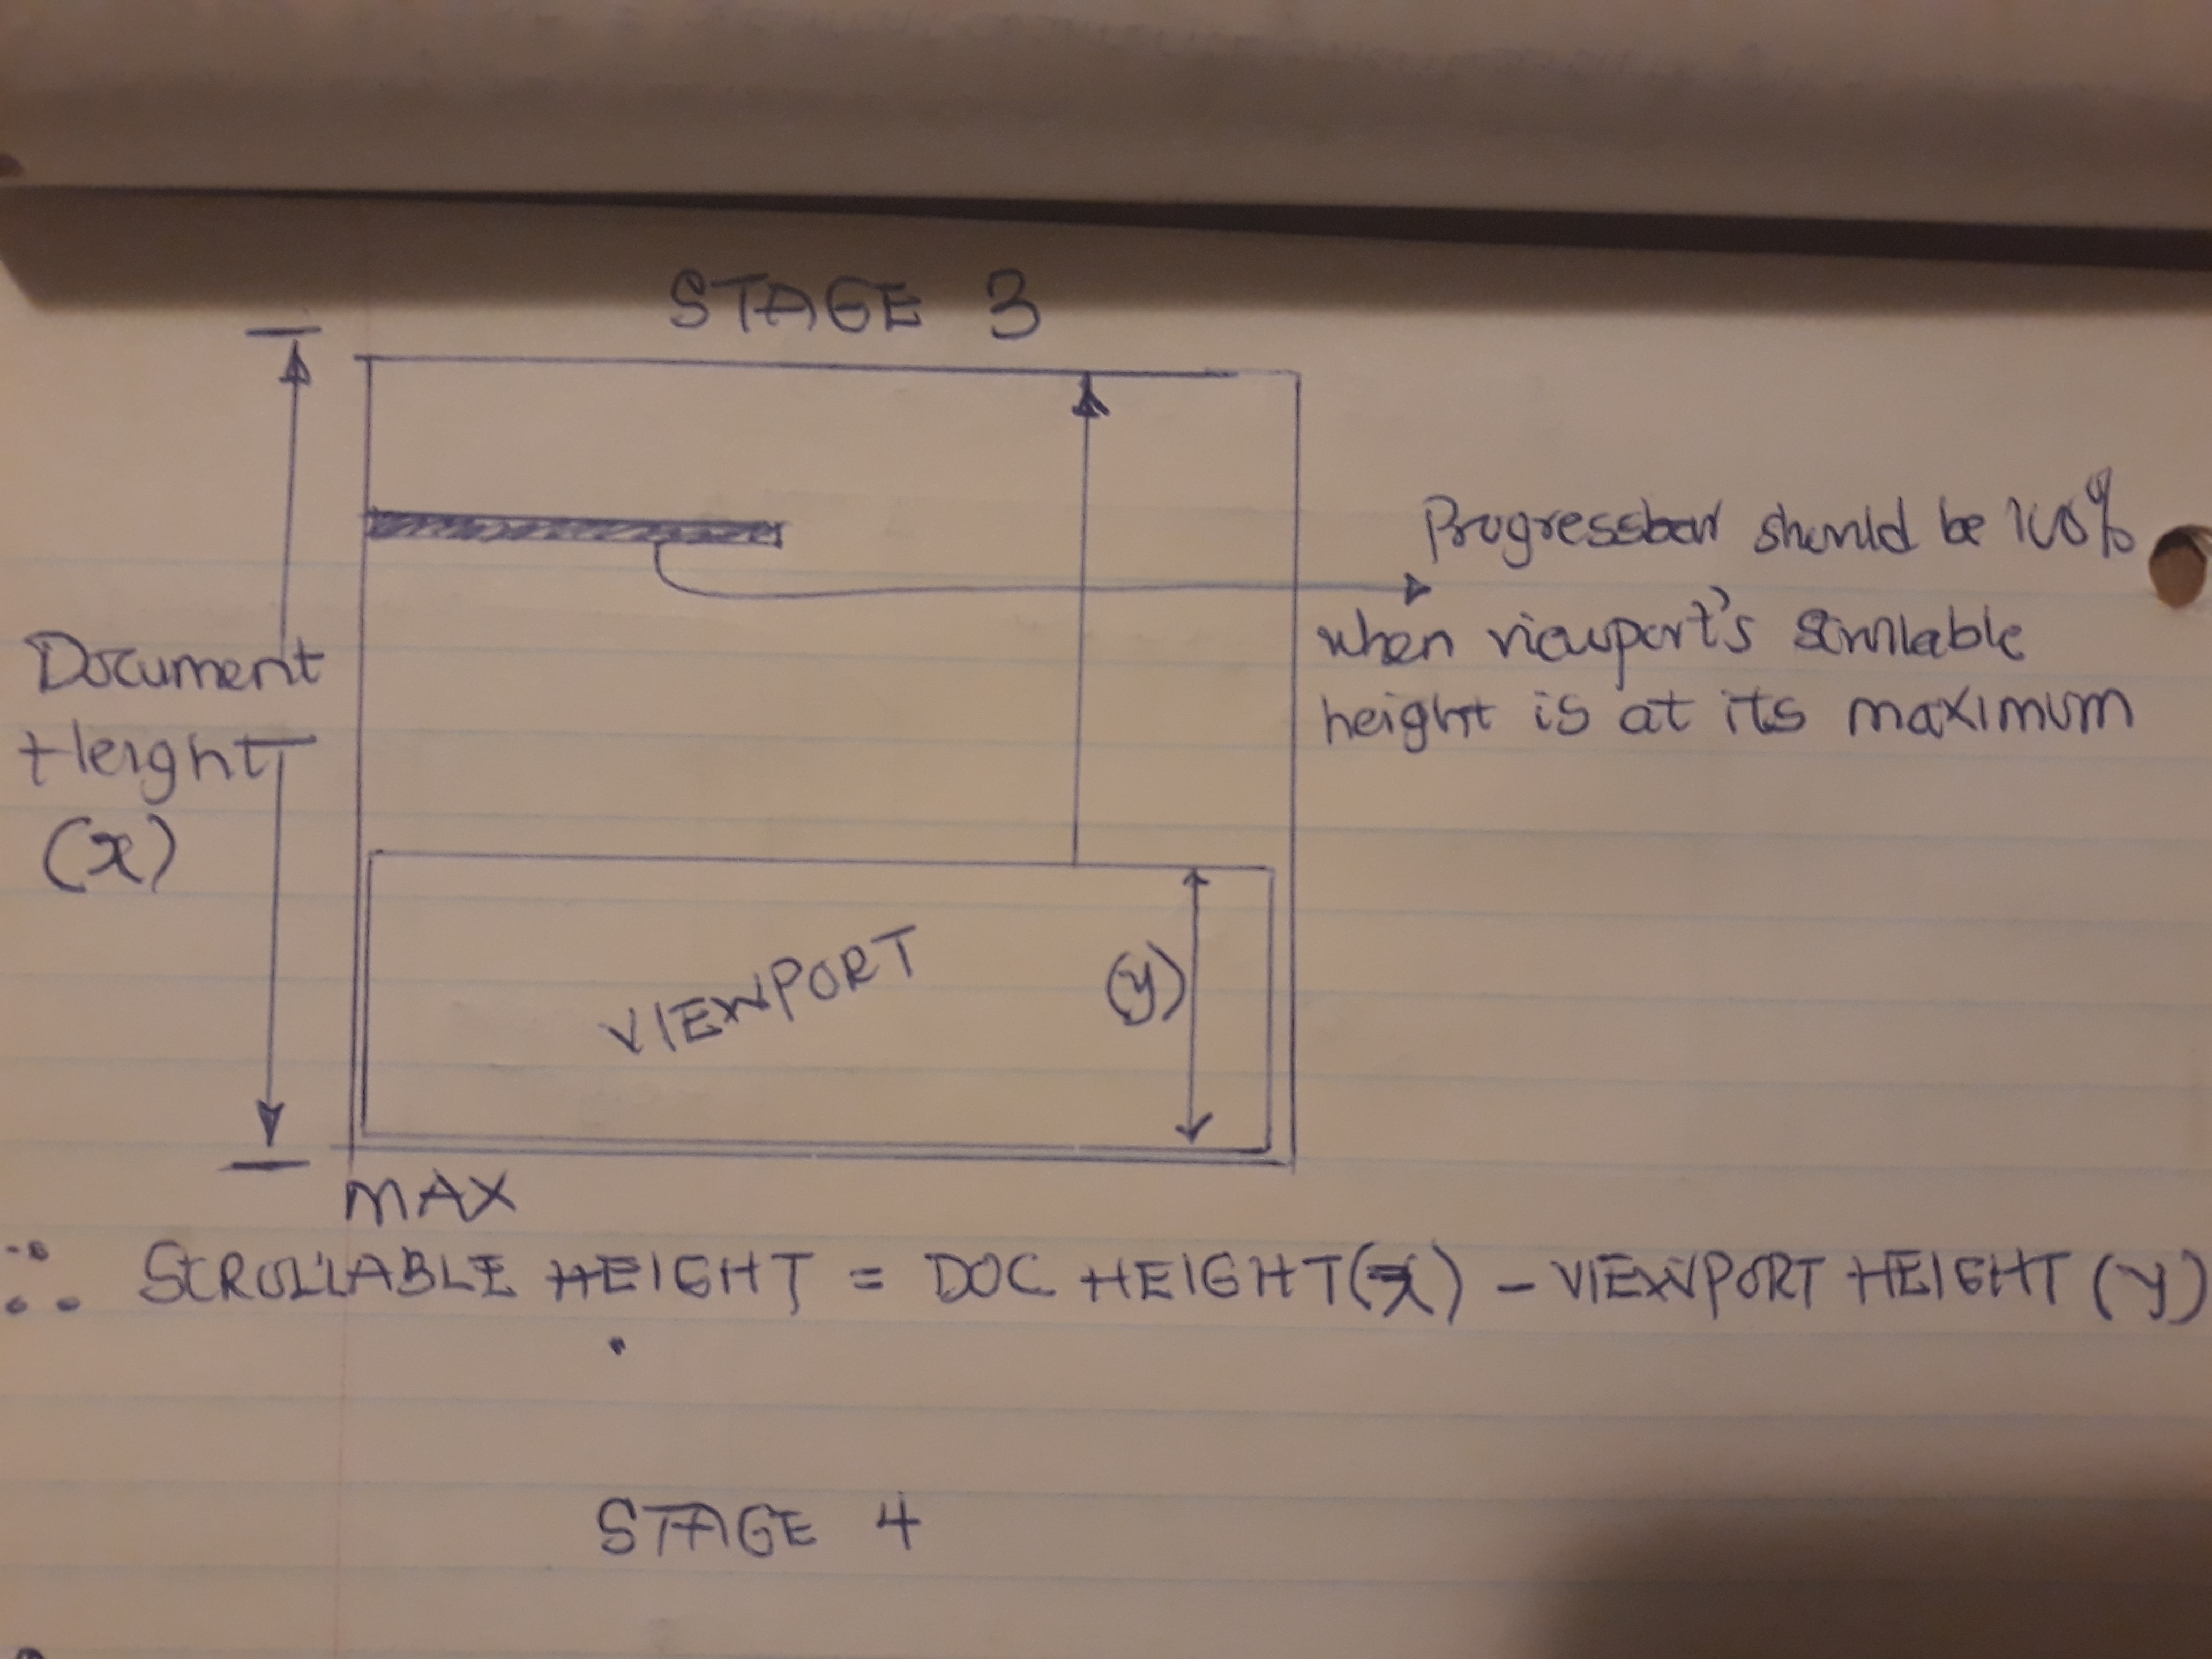 STAGE 3
Progressbar should be 100%
when viewport's scrollable
height is at its maximum
Document
Height
(x)
VIEWPORT
(y)
MAX
∴ SCROLLABLE HEIGHT = DOC HEIGHT(x) - VIEWPORT HEIGHT (y)
STAGE 4